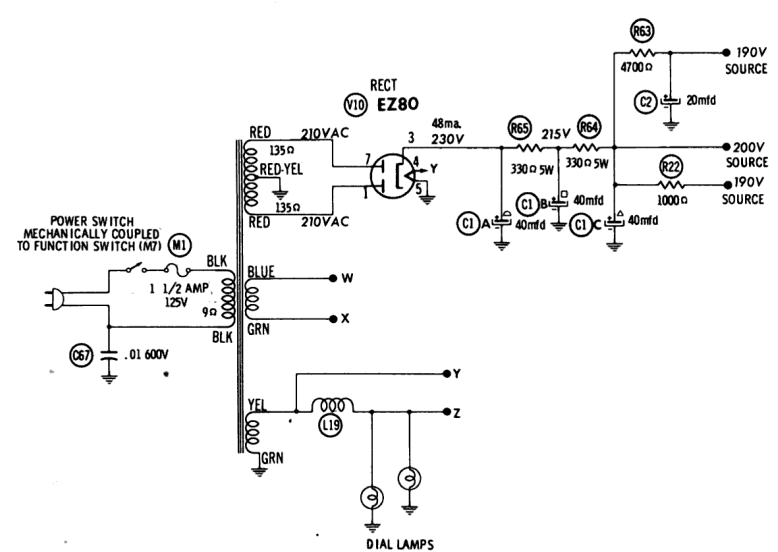 R63
190V
SOURCE
4700Ω
C2
20mfd
RECT
V10 EZ80
48ma.
230V
R65
215V
R64
200V
SOURCE
330Ω 5W
330Ω 5W
R22
190V
SOURCE
1000Ω
RED
210VAC
135Ω
RED-YEL
135Ω
RED
210VAC
7
3
4
Y
5
1
C1 A
40mfd
C1 B
40mfd
C1 C
40mfd
POWER SWITCH
MECHANICALLY COUPLED
TO FUNCTION SWITCH (M7)
M1
BLK
1 1/2 AMP
125V
9Ω
BLK
C67
.01 600V
BLUE
W
X
GRN
Y
YEL
Z
L19
GRN
DIAL LAMPS